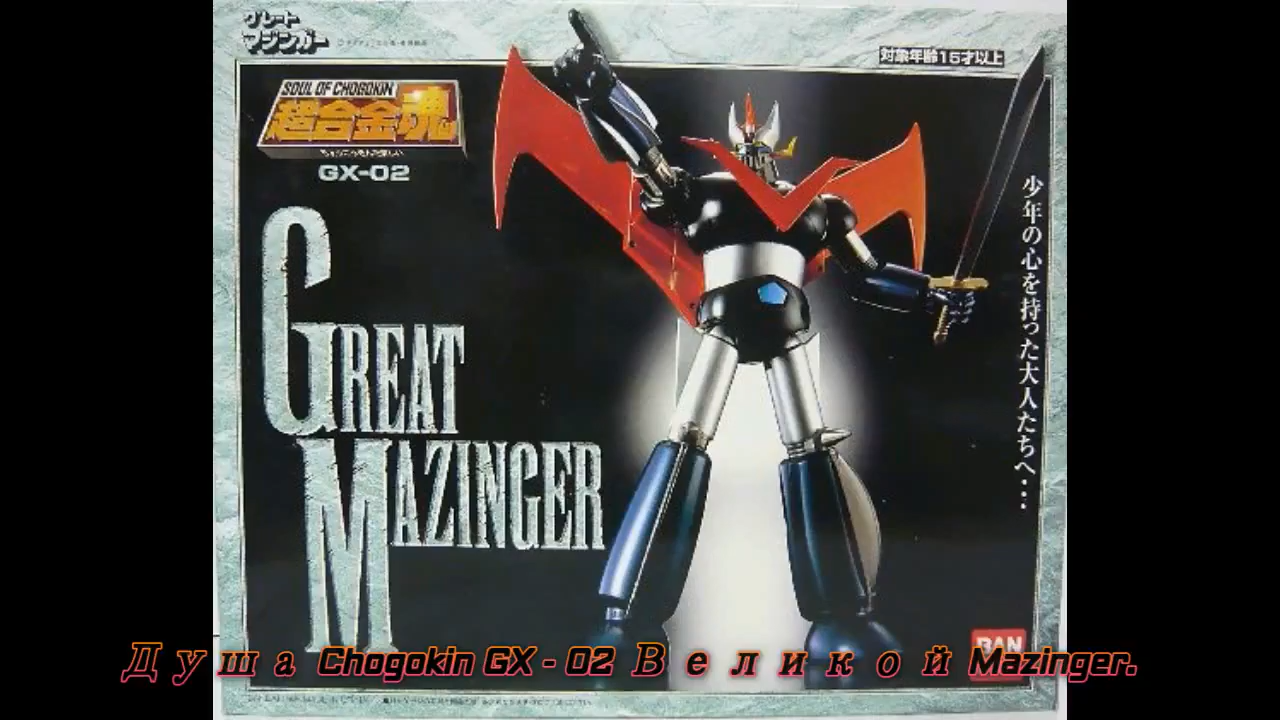 グレート
マジンガー
対象年齢15才以上
SOUL OF CHOGOKIN
超合金魂
GX-02
GREAT
MAZINGER
少年の心を持った大人たちへ・・・
BAN
Душа Chogokin GX - 02 Великой Mazinger.